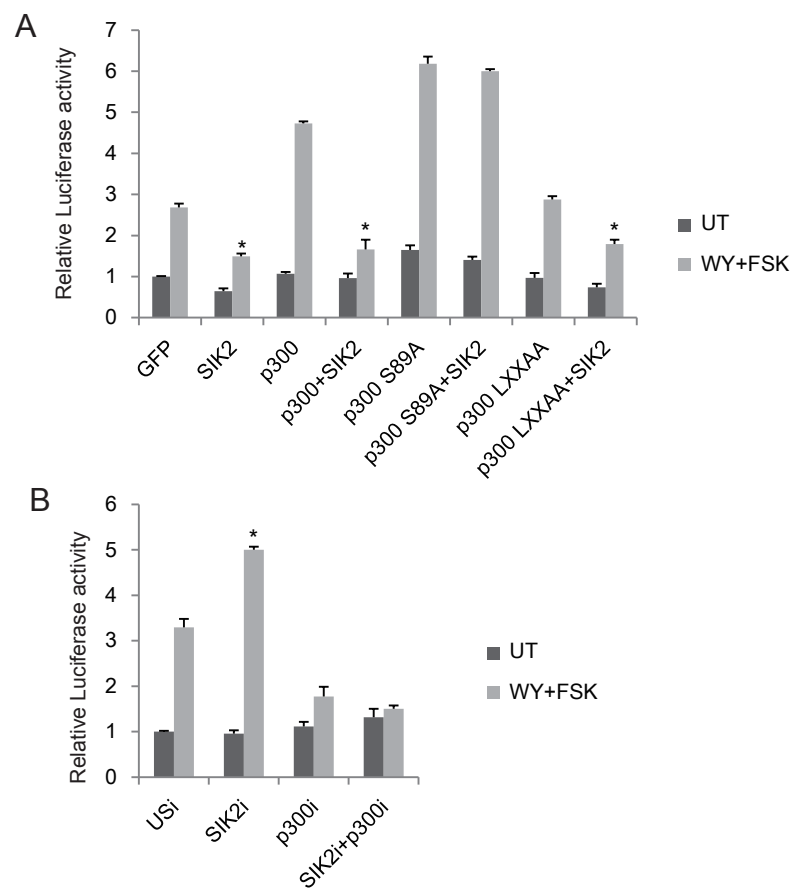 A
Relative Luciferase activity
7
6
5
4
3
2
1
0
*
*
*
GFP
SIK2
p300
p300+SIK2
p300 S89A
p300 S89A+SIK2
p300 LXXAA
p300 LXXAA+SIK2
UT
WY+FSK
B
Relative Luciferase activity
6
5
4
3
2
1
0
*
USi
SIK2i
p300i
SIK2i+p300i
UT
WY+FSK